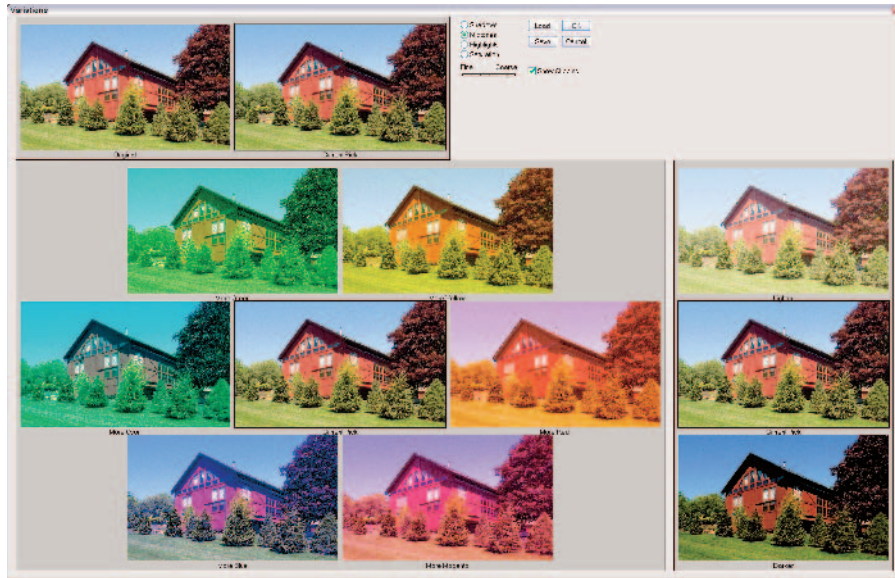 Variations
Shadows
Midtones
Highlights
Saturation
Load OK
Save Cancel
Fine Coarse
Show Clipping
Original
Current Pick
More Green
More Yellow
Lighter
More Cyan
Current Pick
More Red
Current Pick
More Blue
More Magenta
Darker